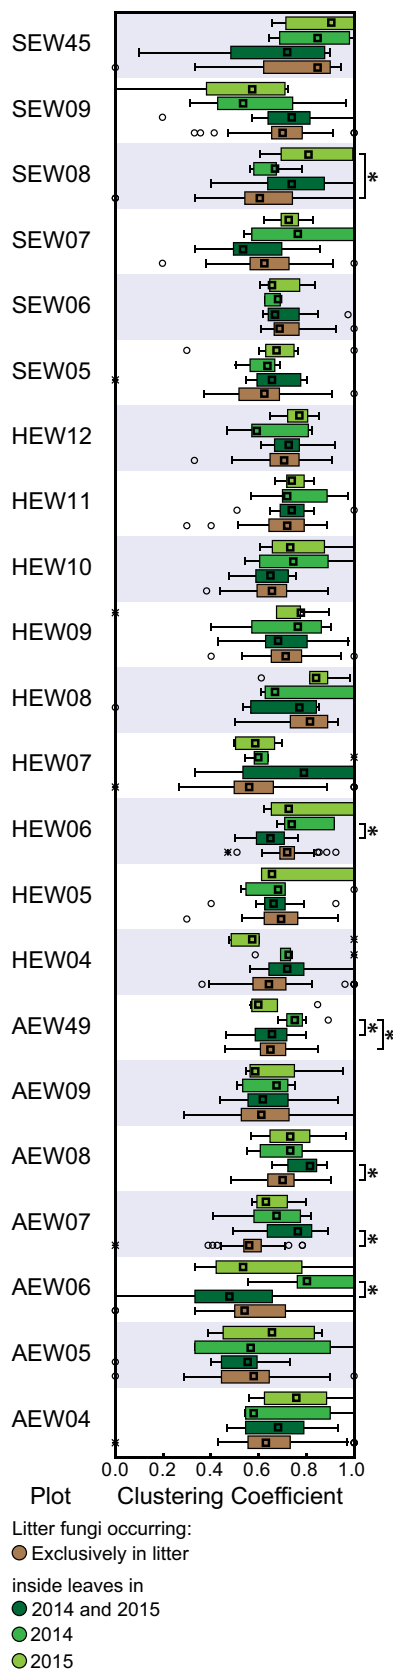 SEW45
SEW09
SEW08
*
SEW07
SEW06
SEW05
HEW12
HEW11
HEW10
HEW09
HEW08
HEW07
HEW06
*
HEW05
HEW04
AEW49
* *
AEW09
AEW08
*
AEW07
*
AEW06
*
AEW05
AEW04
0.0 0.2 0.4 0.6 0.8 1.0
Plot Clustering Coefficient
Litter fungi occurring:
Exclusively in litter
inside leaves in
2014 and 2015
2014
2015